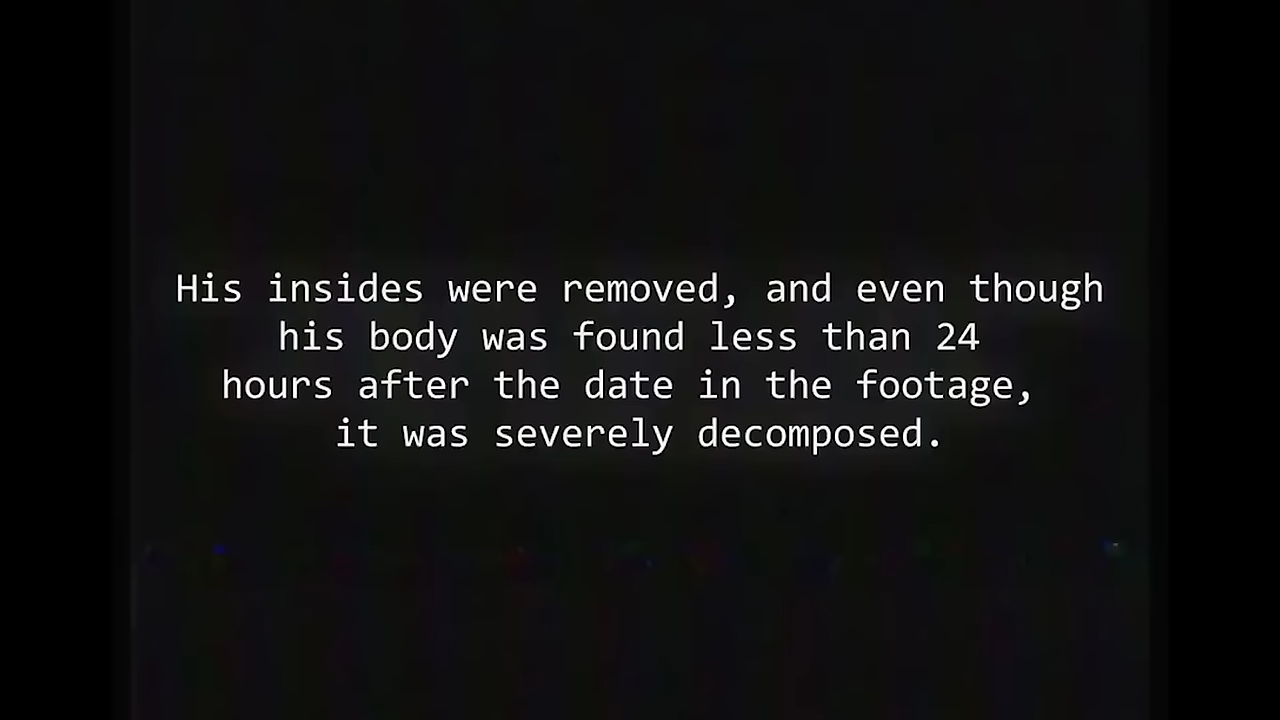 His insides were removed, and even though
his body was found less than 24
hours after the date in the footage,
it was severely decomposed.